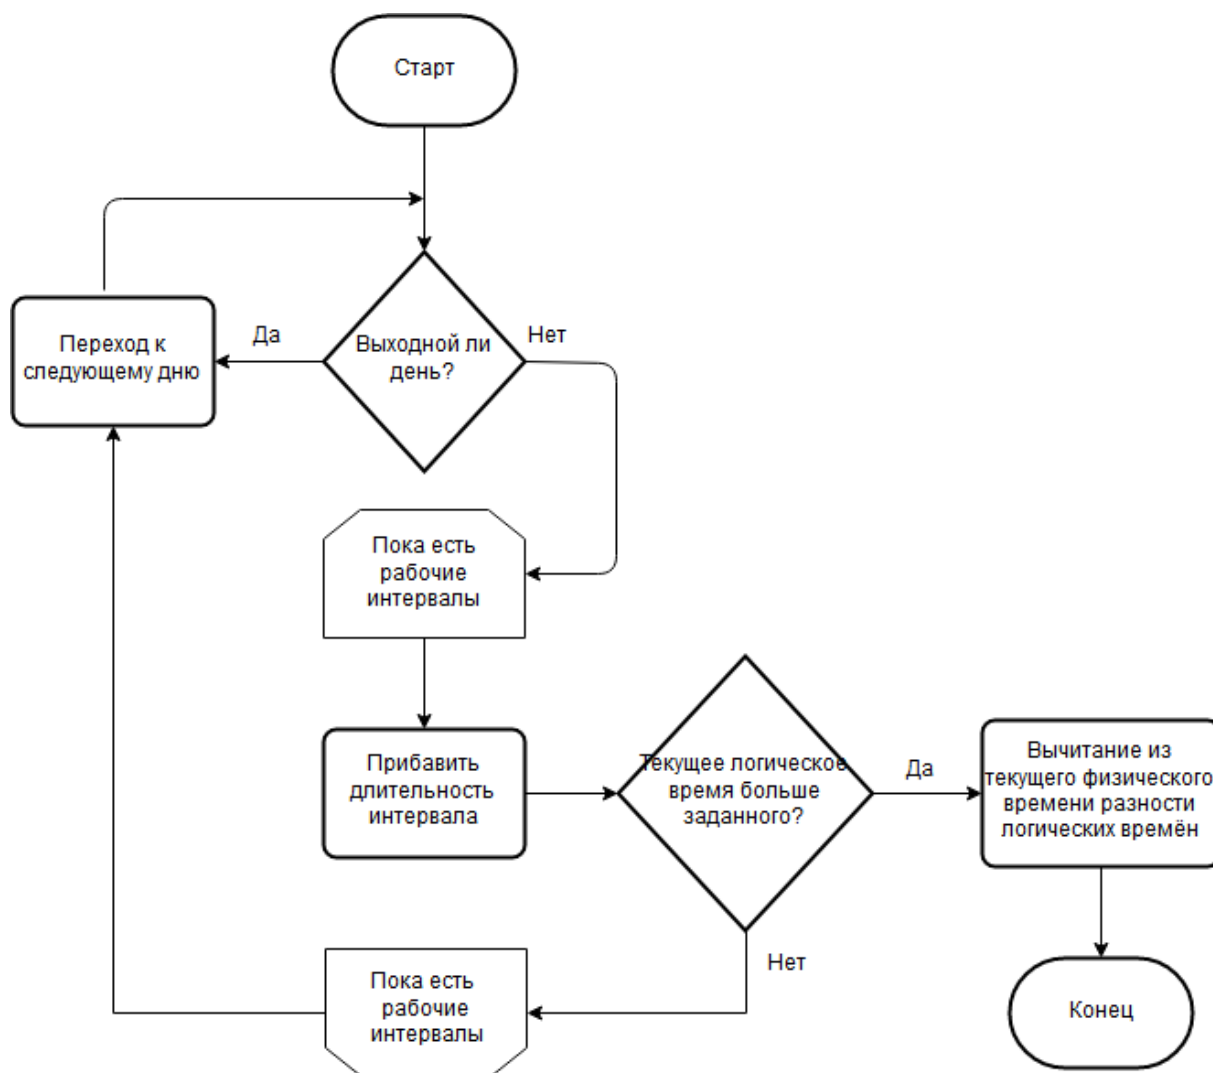 Старт
Переход к
следующему дню
Да
Выходной ли
день?
Нет
Пока есть
рабочие
интервалы
Прибавить
длительность
интервала
Текущее логическое
время больше
заданного?
Да
Вычитание из
текущего физического
времени разности
логических времён
Нет
Пока есть
рабочие
интервалы
Конец